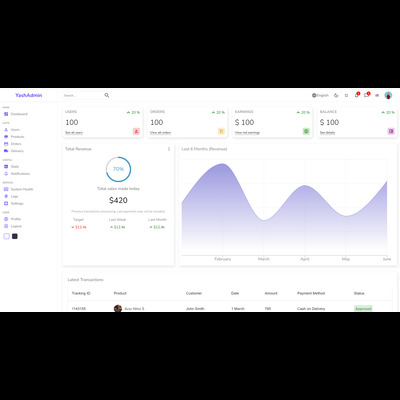 YashAdmin
Search...
English
MAIN
Dashboard
LISTS
Users
Products
Orders
Delivery
USEFUL
Stats
Notifications
SERVICE
System Health
Logs
Settings
USER
Profile
Logout
USERS 20 %
100
See all users
ORDERS 20 %
100
View all orders
EARNINGS 20 %
$ 100
View net earnings
BALANCE 20 %
$ 100
See details
Total Revenue
70%
Total sales made today
$420
Previous transactions processing. Last payments may not be included.
Target Last Week Last Month
$12.4k $12.4k $12.4k
Last 6 Months (Revenue)
February March April May June
Latest Transactions
Tracking ID Product Customer Date Amount Payment Method Status
John Smith 1 March 785 Cash on Delivery Approved